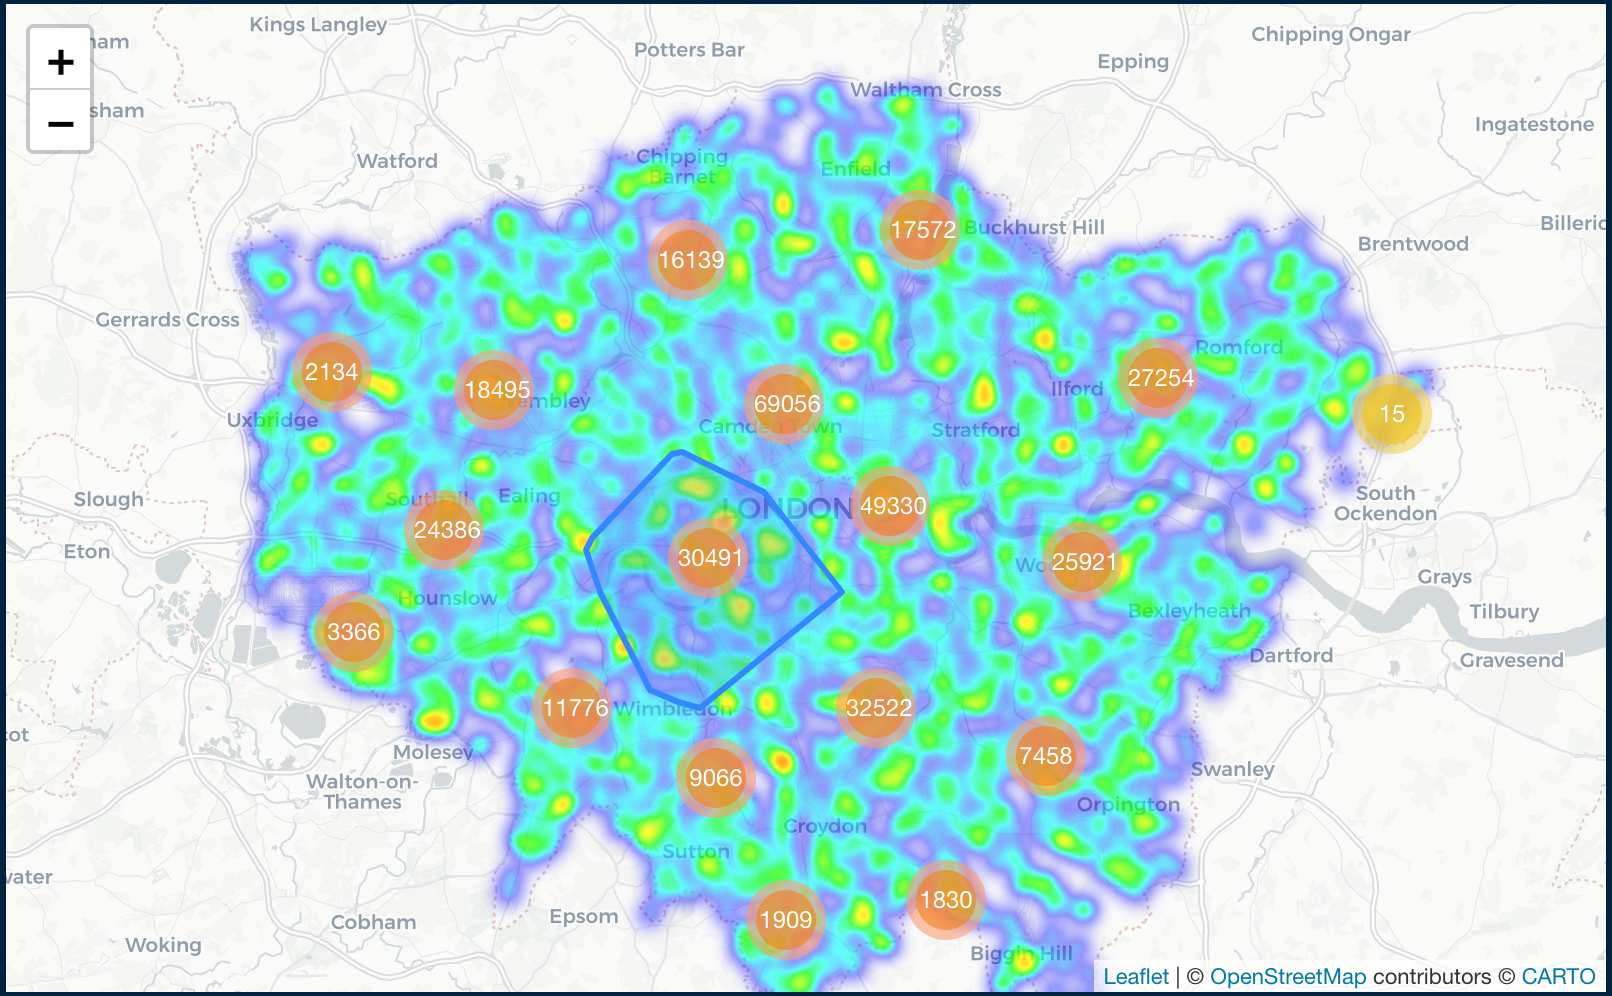 Kings Langley
Potters Bar
Chipping Ongar
ham
+
Epping
Waltham Cross
sham
−
Ingatestone
Watford
Chipping
Barnet
Enfield
Billeric
17572
Buckhurst Hill
Brentwood
16139
Gerrards Cross
Romford
2134
18495
embley
69056
27254
Ilford
15
Uxbridge
Camden Town
Stratford
Slough
Southall
Ealing
LONDON
49330
South
Ockendon
24386
Eton
30491
Wo
25921
Grays
Hounslow
Bexleyheath
Tilbury
3366
Dartford
Gravesend
11776
Wimbledon
32522
cot
Molesey
7458
Swanley
9066
Walton-on-
Thames
Orpington
Croydon
Sutton
water
1830
1909
Epsom
Cobham
Woking
Biggin Hill
Leaflet | © OpenStreetMap contributors © CARTO